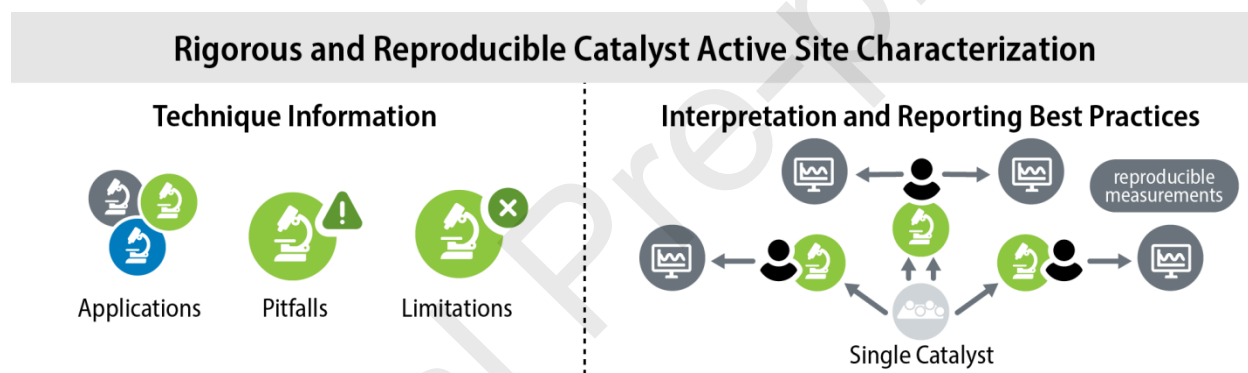 Rigorous and Reproducible Catalyst Active Site Characterization
Technique Information
Applications
Pitfalls
Limitations
Interpretation and Reporting Best Practices
reproducible
measurements
Single Catalyst